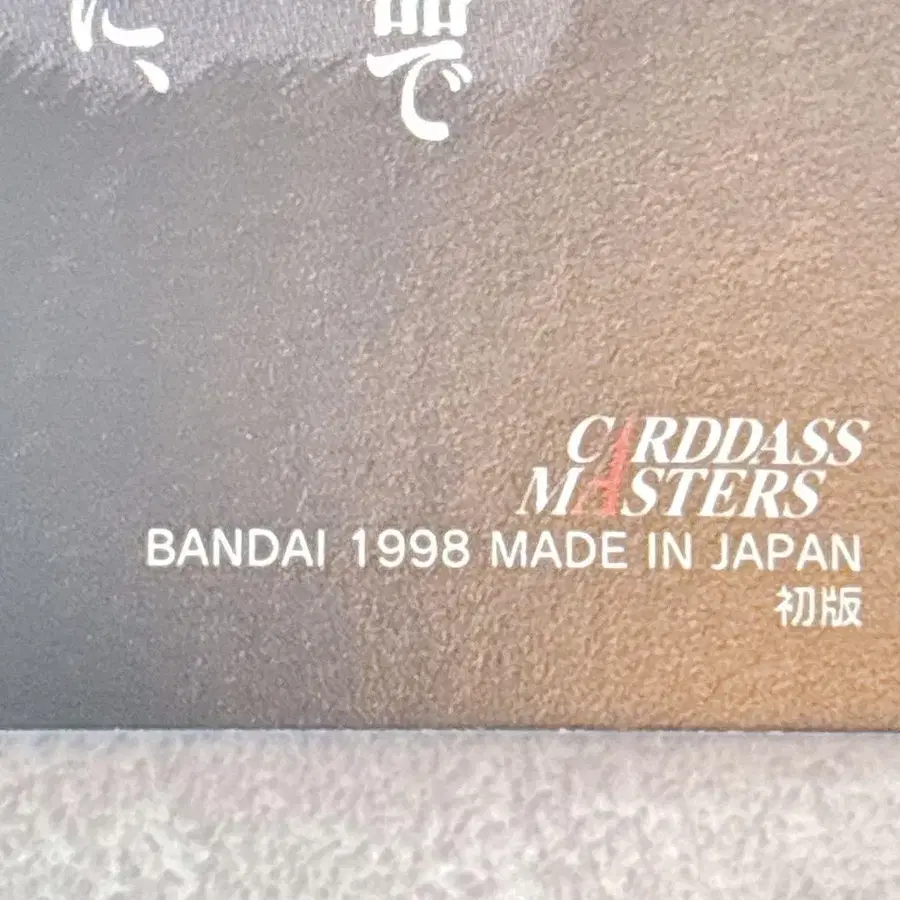 に、
で
CARDDASS
MASTERS
BANDAI 1998 MADE IN JAPAN
初版